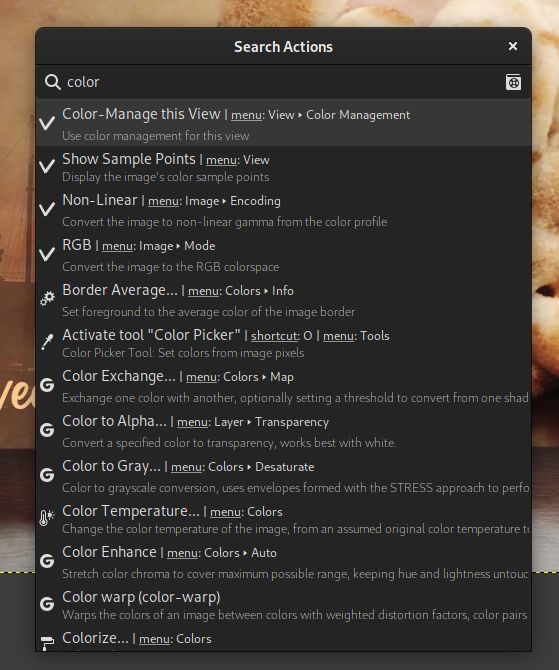 Search Actions
color
Color-Manage this View | menu: View ‣ Color Management
Use color management for this view
Show Sample Points | menu: View
Display the image's color sample points
Non-Linear | menu: Image ‣ Encoding
Convert the image to non-linear gamma from the color profile
RGB | menu: Image ‣ Mode
Convert the image to the RGB colorspace
Border Average... | menu: Colors ‣ Info
Set foreground to the average color of the image border
Activate tool "Color Picker" | shortcut: O | menu: Tools
Color Picker Tool: Set colors from image pixels
Color Exchange... | menu: Colors ‣ Map
Exchange one color with another, optionally setting a threshold to convert from one shad
Color to Alpha... | menu: Layer ‣ Transparency
Convert a specified color to transparency, works best with white.
Color to Gray... | menu: Colors ‣ Desaturate
Color to grayscale conversion, uses envelopes formed with the STRESS approach to perfo
Color Temperature... | menu: Colors
Change the color temperature of the image, from an assumed original color temperature t
Color Enhance | menu: Colors ‣ Auto
Stretch color chroma to cover maximum possible range, keeping hue and lightness untouc
Color warp (color-warp)
Warps the colors of an image between colors with weighted distortion factors, color pairs
Colorize... | menu: Colors